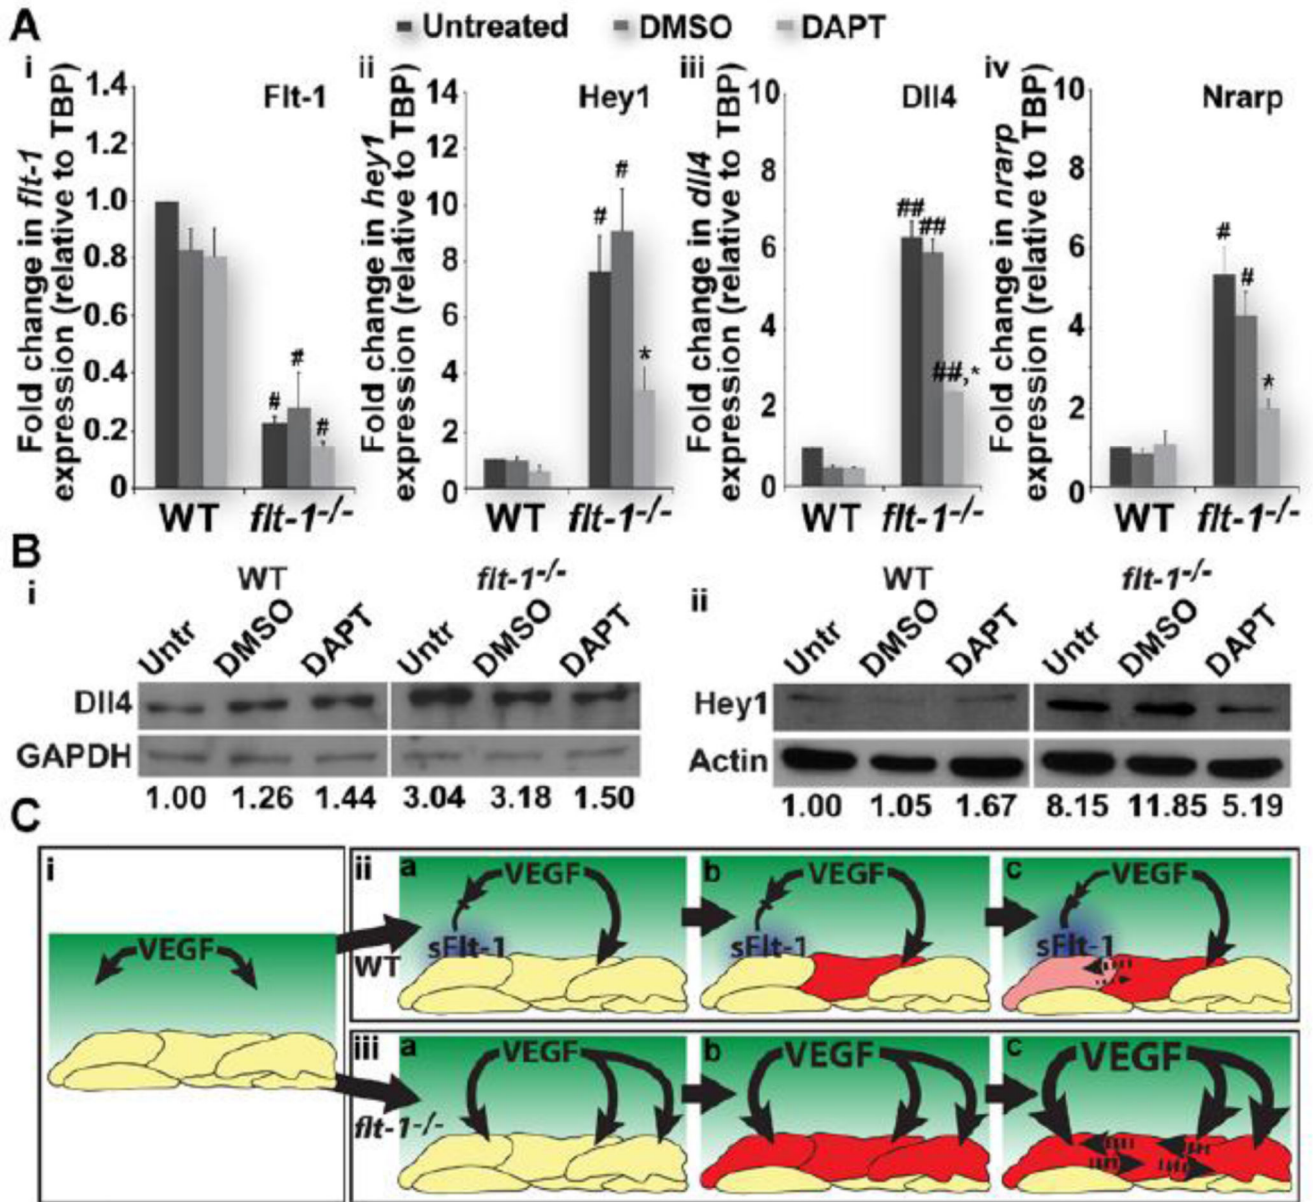 A
Untreated DMSO DAPT
i
Fold change in flt-1
expression (relative to TBP)
1.4
1.2
1.0
0.8
0.6
0.4
0.2
0
Flt-1
#
#
#
WT flt-1-/-
ii
Fold change in hey1
expression (relative to TBP)
14
12
10
8
6
4
2
0
Hey1
#
#
*
WT flt-1-/-
iii
Fold change in dll4
expression (relative to TBP)
10
8
6
4
2
0
Dll4
##
##
##,*
WT flt-1-/-
iv
Fold change in nrarp
expression (relative to TBP)
10
8
6
4
2
0
Nrarp
#
#
*
WT flt-1-/-
B
i
WT flt-1-/-
Untr DMSO DAPT Untr DMSO DAPT
Dll4
GAPDH
1.00 1.26 1.44 3.04 3.18 1.50
ii
WT flt-1-/-
Untr DMSO DAPT Untr DMSO DAPT
Hey1
Actin
1.00 1.05 1.67 8.15 11.85 5.19
C
i
VEGF
ii
WT
a
VEGF
sFlt-1
b
VEGF
sFlt-1
c
VEGF
sFlt-1
iii
flt-1-/-
a
VEGF
b
VEGF
c
VEGF